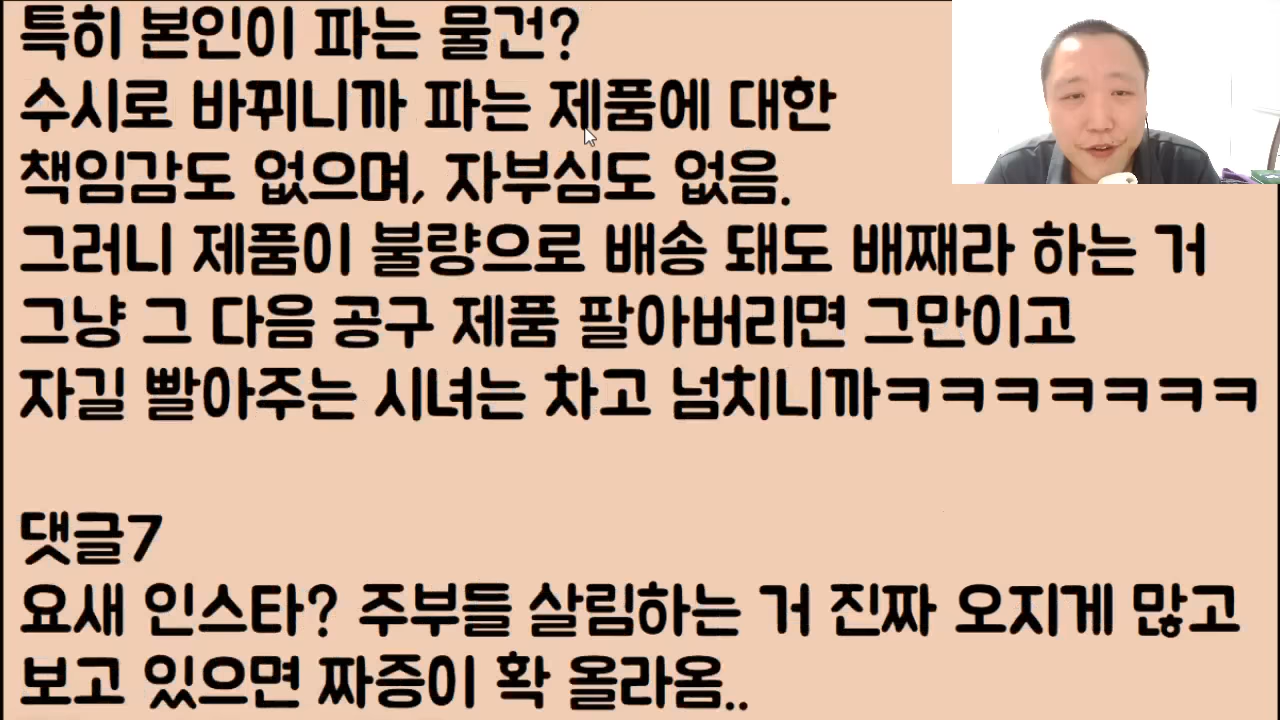 특히 본인이 파는 물건?
수시로 바뀌니까 파는 제품에 대한
책임감도 없으며, 자부심도 없음.
그러니 제품이 불량으로 배송 돼도 배째라 하는 거
그냥 그 다음 공구 제품 팔아버리면 그만이고
자길 빨아주는 시녀는 차고 넘치니까ㅋㅋㅋㅋㅋㅋㅋ
댓글7
요새 인스타? 주부들 살림하는 거 진짜 오지게 많고
보고 있으면 짜증이 확 올라옴..